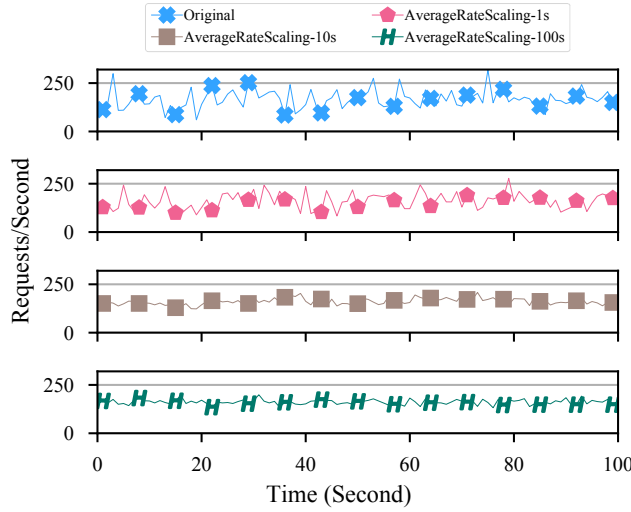 Original
AverageRateScaling-1s
AverageRateScaling-10s
AverageRateScaling-100s
250
0
250
0
250
0
250
0
0 20 40 60 80 100
Requests/Second
Time (Second)